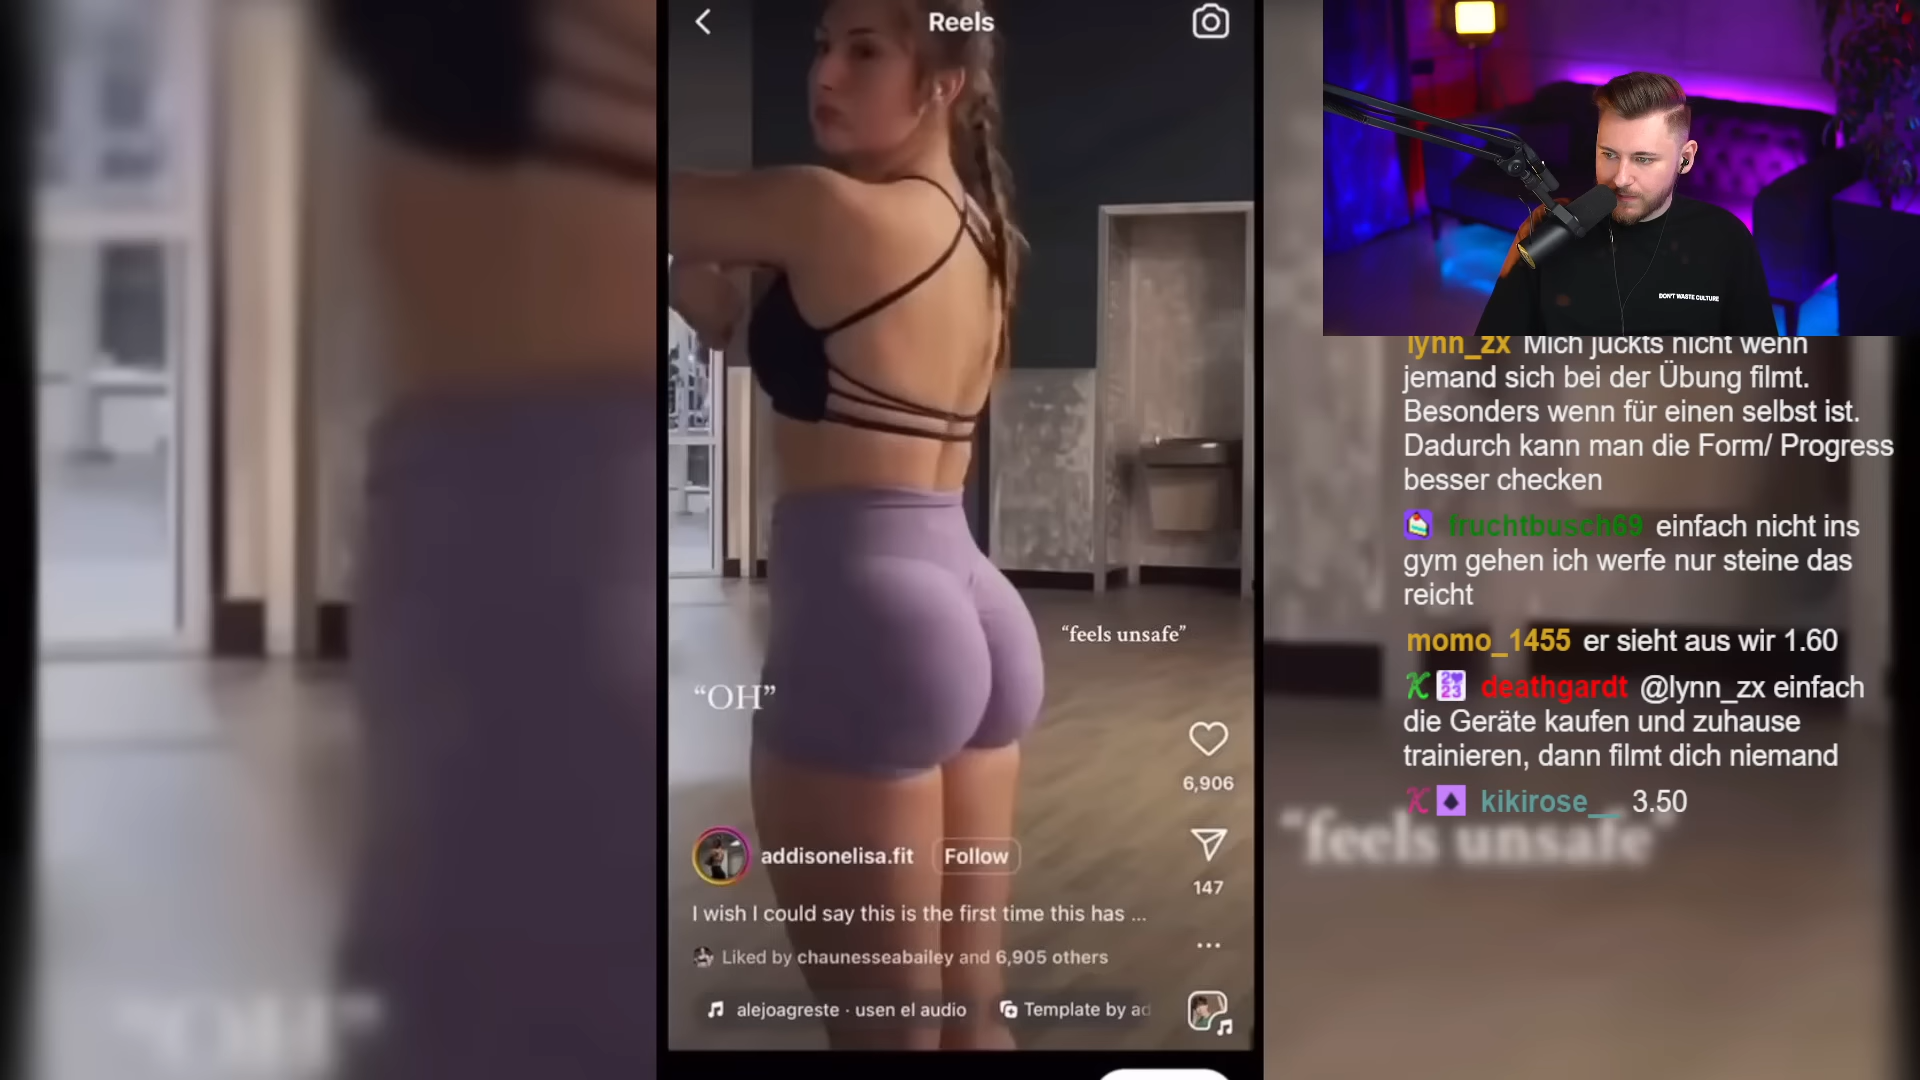 Reels
"feels unsafe"
"OH"
6,906
addisonelisa.fit
Follow
147
I wish I could say this is the first time this has ...
Liked by chaunesseabailey and 6,905 others
alejoagreste · usen el audio
Template by ad
DON'T WASTE CULTURE
lynn_zx Mich juckts nicht wenn
jemand sich bei der Übung filmt.
Besonders wenn für einen selbst ist.
Dadurch kann man die Form/ Progress
besser checken
fruchtbusch69 einfach nicht ins
gym gehen ich werfe nur steine das
reicht
momo_1455 er sieht aus wir 1.60
deathgardt @lynn_zx einfach
die Geräte kaufen und zuhause
trainieren, dann filmt dich niemand
kikirose__ 3.50
"feels unsafe"
"OH"